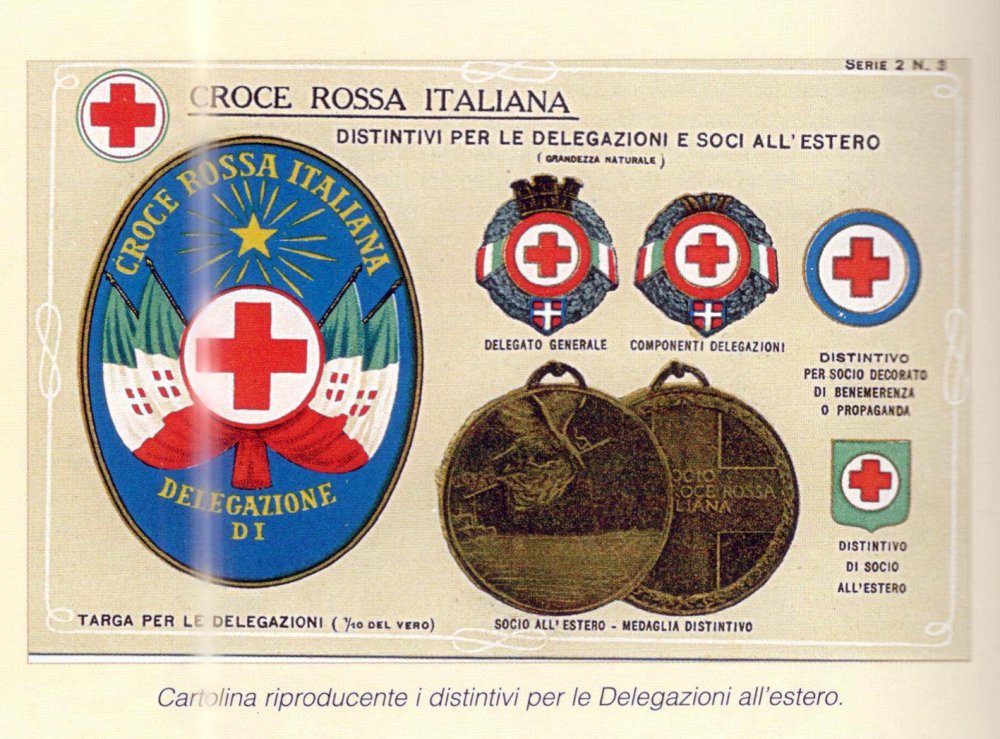 SERIE 2 N. 3
CROCE ROSSA ITALIANA
DISTINTIVI PER LE DELEGAZIONI E SOCI ALL'ESTERO
( GRANDEZZA NATURALE )
CROCE ROSSA ITALIANA
DELEGAZIONE
DI
TARGA PER LE DELEGAZIONI ( 1/10 DEL VERO)
DELEGATO GENERALE
COMPONENTI DELEGAZIONI
DISTINTIVO
PER SOCIO DECORATO
DI BENEMERENZA
O PROPAGANDA
ROSSA
SOCIO ALL'ESTERO - MEDAGLIA DISTINTIVO
DISTINTIVO
DI SOCIO
ALL'ESTERO
Cartolina riproducente i distintivi per le Delegazioni all'estero.